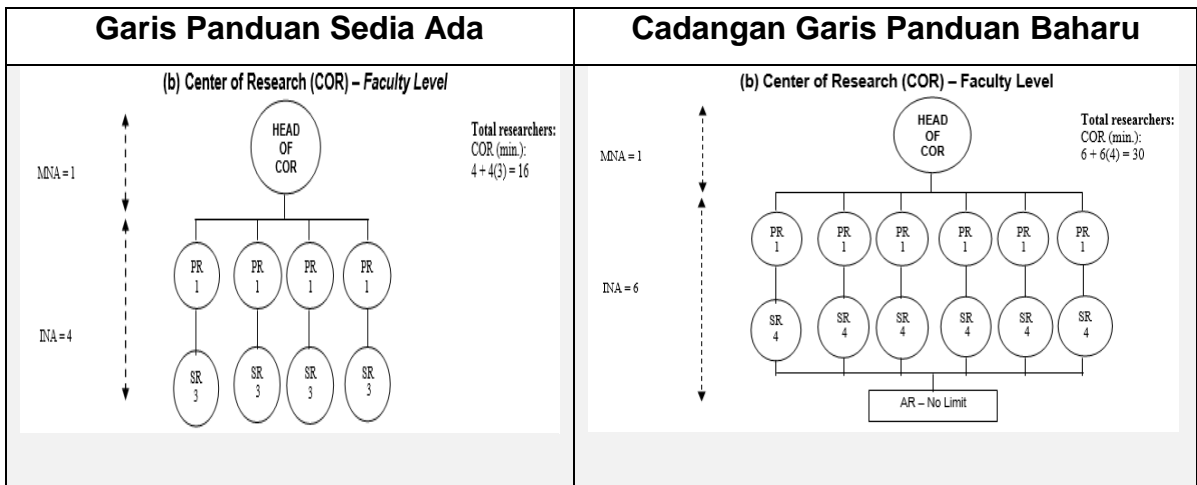 Garis Panduan Sedia Ada
(b) Center of Research (COR) – Faculty Level
HEAD
OF
COR
Total researchers:
COR (min.):
4 + 4(3) = 16
MNA = 1
PR PR PR PR
1 1 1 1
INA = 4
SR SR SR SR
3 3 3 3
Cadangan Garis Panduan Baharu
(b) Center of Research (COR) – Faculty Level
HEAD
OF
COR
Total researchers:
COR (min.):
6 + 6(4) = 30
MNA = 1
PR PR PR PR PR PR
1 1 1 1 1 1
INA = 6
SR SR SR SR SR SR
4 4 4 4 4 4
AR – No Limit